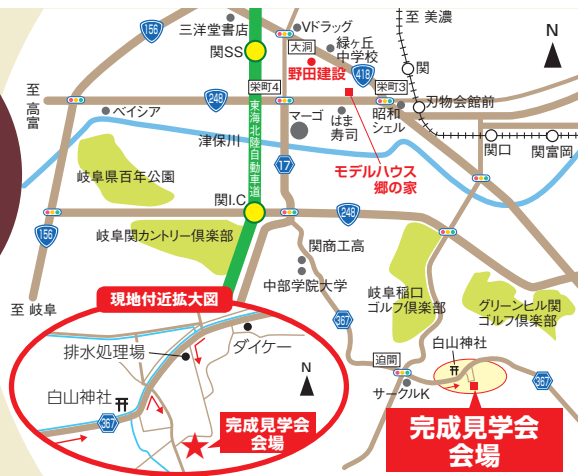 156
三洋堂書店
Vドラッグ
至 美濃
N
関SS
大洞
緑ヶ丘
中学校
野田建設
418
関
至
高富
248
栄町4
栄町3
ベイシア
マーゴ
はま
寿司
昭和
シェル
刃物会館前
津保川
東海北陸自動車道
関口
関富岡
17
モデルハウス
郷の家
岐阜県百年公園
関I.C
248
156
岐阜関カントリー倶楽部
関商工高
中部学院大学
岐阜稲口
ゴルフ倶楽部
グリーンヒル関
ゴルフ倶楽部
至 岐阜
現地付近拡大図
367
白山神社
迫間
367
サークルK
完成見学会
会場
ダイケー
排水処理場
N
白山神社
367
完成見学会
会場